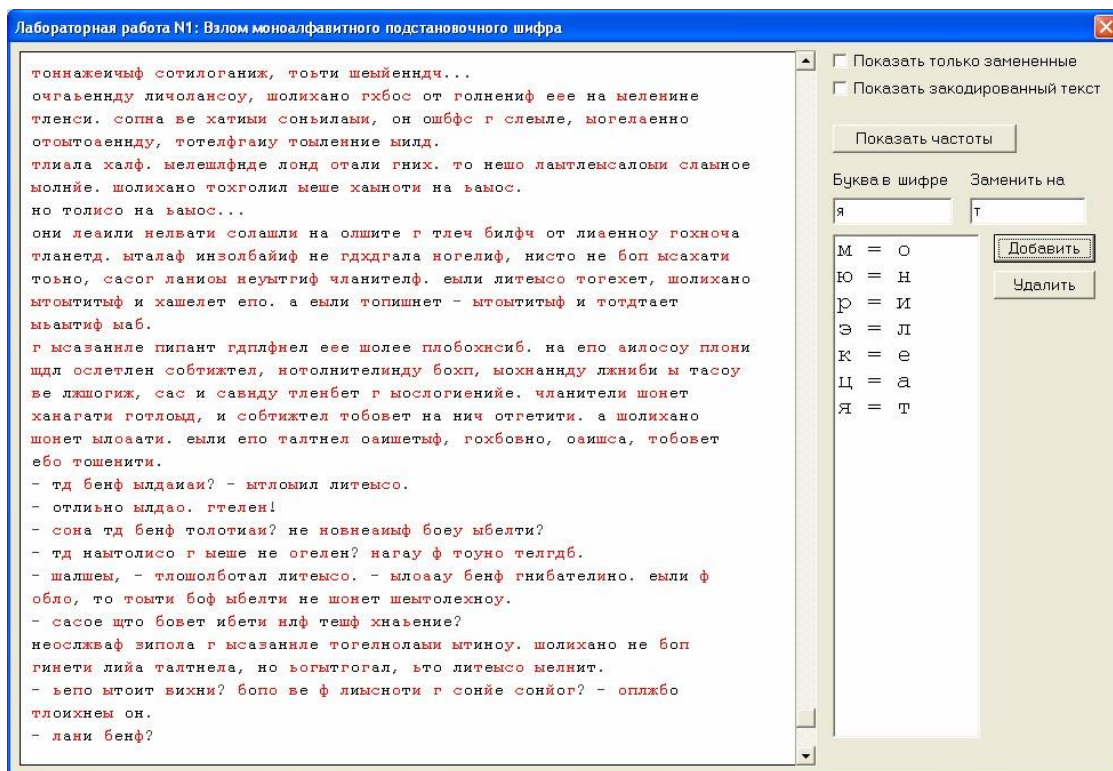 Лабораторная работа N1: Взлом моноалфавитного подстановочного шифра
тоннажеичыф сотилоганиж, тоьти шеыйенндч...
очгаьеннду личолансоу, шолихано гхбос от голнениф еее на ыеленине
тленси. сопна ве хатиыи соньилаыи, он ошбфс г слеыле, ыогелаенно
отоытоаеннду, тотелфгаиу тоыленние ыилд.
тлиала халф. ыелешлфнде лонд отали гних. то нешо лаытлеысалоыи слаыное
ыолнйе. шолихано тохголил ыеше хаыноти на ьаыос.
но толисо на ьаыос...
они леаили нелвати солашли на олшите г тлеч билфч от лиаенноу гохноча
тланетд. ыталаф инзолбайиф не гдхдгала ногелиф, нисто не боп ысахати
тоьно, сасог ланиоы неуытгиф чланителф. еыли литеысо тогехет, шолихано
ытоытитыф и хашелет епо. а еыли топишнет - ытоытитыф и тотдтает
ыьаытиф ыаб.
г ысазаннле пипант гдплфнел еее шолее плобохнсиб. на епо аилосоу плони
щдл ослетлен собтижтел, нотолнителинду бохп, ыохнаннду лжниби ы тасоу
ве лжшогиж, сас и савнду тленбет г ыослогиенийе. чланители шонет
ханагати готлоыд, и собтижтел тобовет на нич отгетити. а шолихано
шонет ылоаати. еыли епо талтнел оаишетыф, гохбовно, оаишса, тобовет
ебо тошенити.
- тд бенф ылдаиаи? - ытлоыил литеысо.
- отлиьно ылдао. гтелен!
- сона тд бенф толотиаи? не новнеаиыф боеу ыбелти?
- тд наытолисо г ыеше не огелен? нагау ф тоуно телгдб.
- шалшеы, - тлошолботал литеысо. - ылоаау бенф гнибателино. еыли ф
обло, то тоыти боф ыбелти не шонет шеытолехноу.
- сасое щто бовет ибети нлф тешф хнаьение?
неослжваф зипола г ысазаннле тогелнолаыи ытиноу. шолихано не боп
гинети лийа талтнела, но ьогытгогал, ьто литеысо ыелнит.
- ьепо ытоит вихни? бопо ве ф лиысноти г сонйе сонйог? - оплжбо
тлоихнеы он.
- лани бенф?
Показать только замененные
Показать закодированный текст
Показать частоты
Буква в шифре Заменить на
я т
м = о
ю = н
р = и
э = л
к = е
ц = а
я = т
Добавить
Удалить